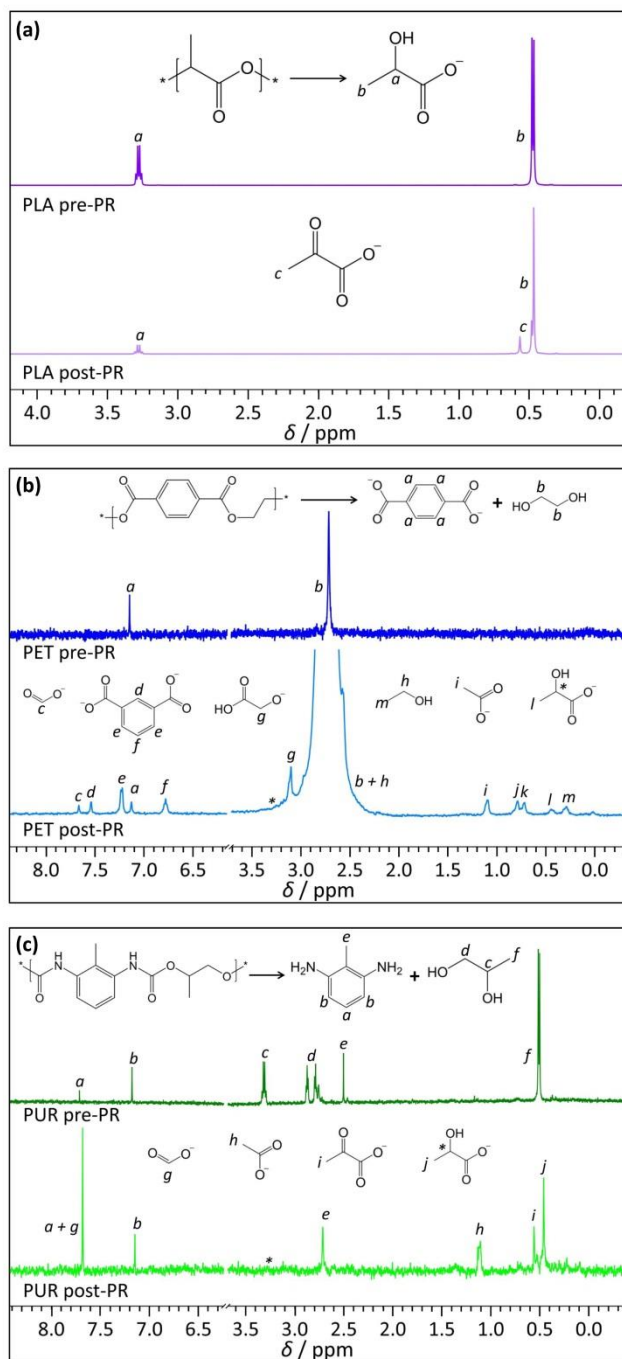 (a)
OH
O
O⁻
* * O
b a
O
O
a b
PLA pre-PR
O
O⁻
c
O
b
c
a
PLA post-PR
4.0 3.5 3.0 2.5 2.0 1.5 1.0 0.5 0.0
δ / ppm
(b)
O O
* O O *
⁻O a a O
O a a O⁻
+
b
OH
HO
b
a
b
PET pre-PR
O O⁻
c
O O
⁻O d O⁻
e e
f
O
O⁻
HO g
h
m OH
i O
O⁻
OH
* O⁻
l O
c d e a f
g
*
b + h
i j k l m
PET post-PR
8.0 7.5 7.0 6.5 3.5 3.0 2.5 2.0 1.5 1.0 0.5 0.0
δ / ppm
(c)
* H H O *
N N O
O O
e
H₂N NH₂
b b
a
+
d f
HO c
OH
a b c d e f
PUR pre-PR
O O⁻
g
h O
O⁻
O
O⁻
i O
OH
* O⁻
j O
a + g
b
*
e
h
i
j
PUR post-PR
8.0 7.5 7.0 6.5 3.5 3.0 2.5 2.0 1.5 1.0 0.5 0.0
δ / ppm